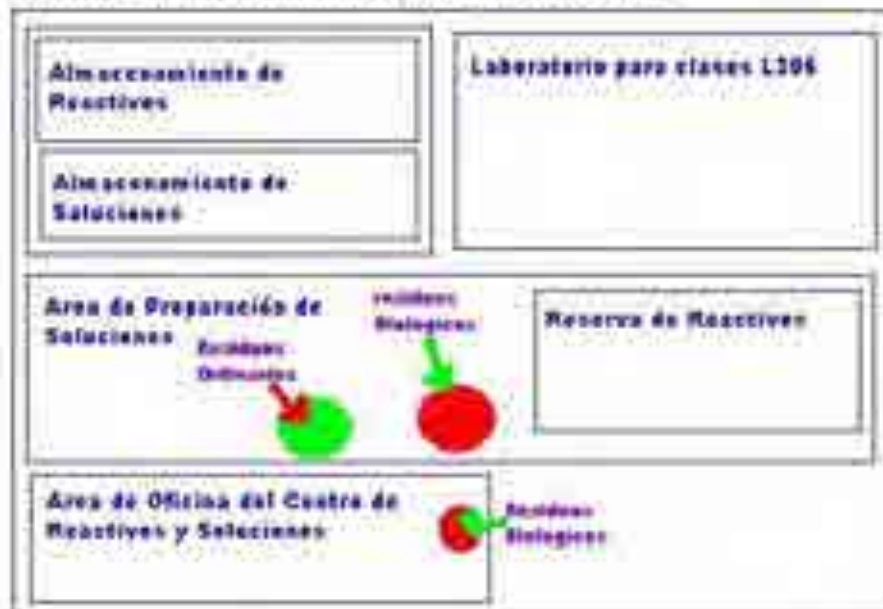 Almacenamiento de
Reactivos
Almacenamiento de
Soluciones
Laboratorio para clases L306
Area de Preparación de
Soluciones
Residuos
Ordinarios
residuos
Biologicos
Reserva de Reactivos
Area de Oficina del Centro de
Reactivos y Soluciones
Residuos
Biologicos